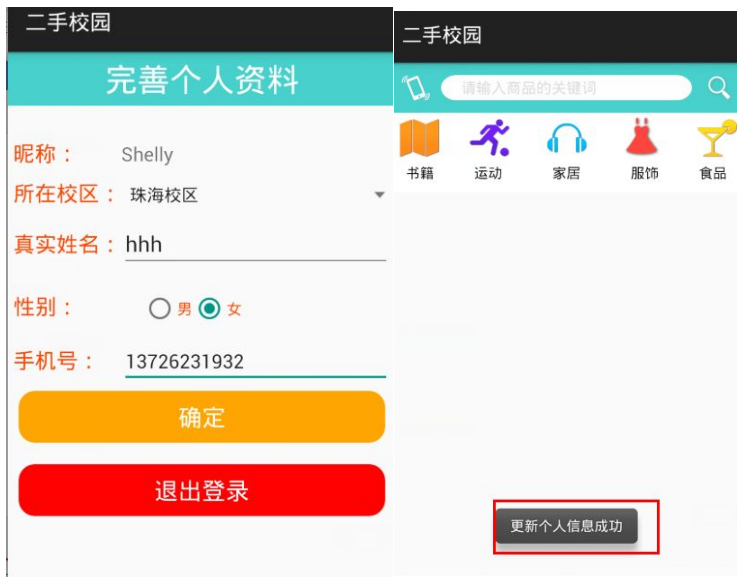 二手校园
完善个人资料
昵称： Shelly
所在校区： 珠海校区
真实姓名： hhh
性别： 男 女
手机号： 13726231932
确定
退出登录
二手校园
请输入商品的关键词
书籍 运动 家居 服饰 食品
更新个人信息成功